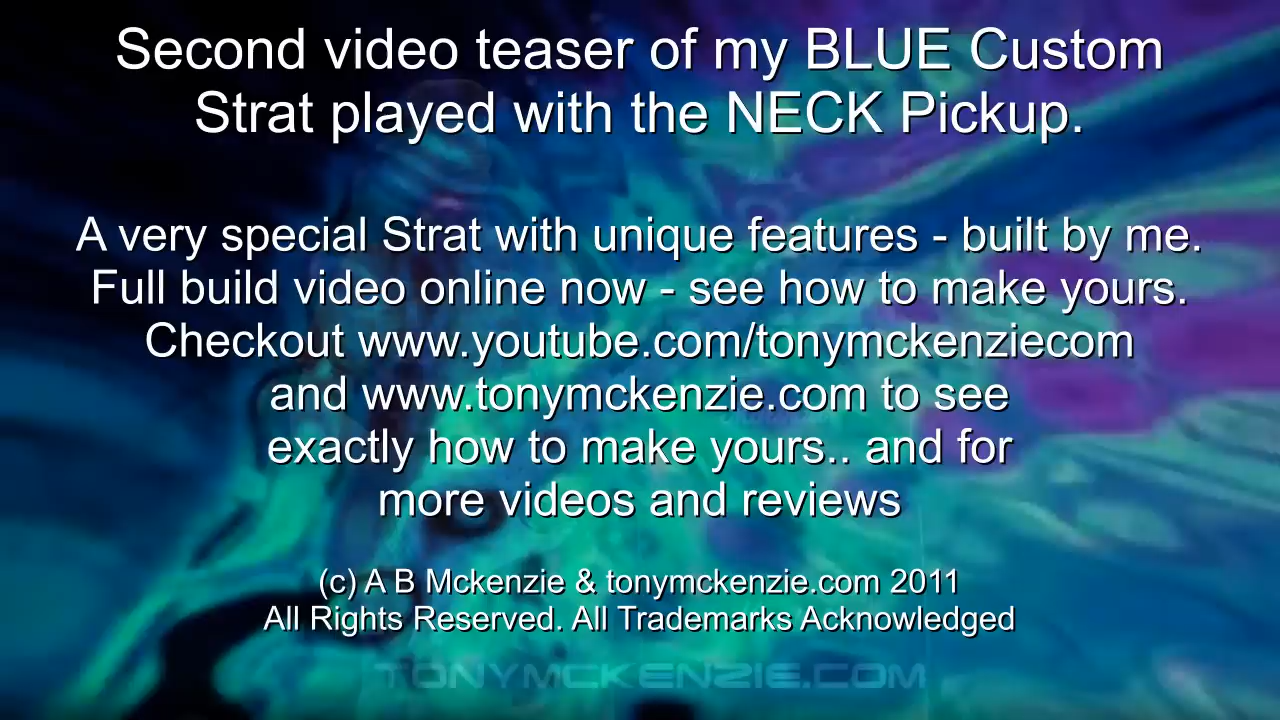 Second video teaser of my BLUE Custom
Strat played with the NECK Pickup.
A very special Strat with unique features - built by me.
Full build video online now - see how to make yours.
Checkout www.youtube.com/tonymckenziecom
and www.tonymckenzie.com to see
exactly how to make yours.. and for
more videos and reviews
(c) A B Mckenzie & tonymckenzie.com 2011
All Rights Reserved. All Trademarks Acknowledged
TONYMCKENZIE.COM